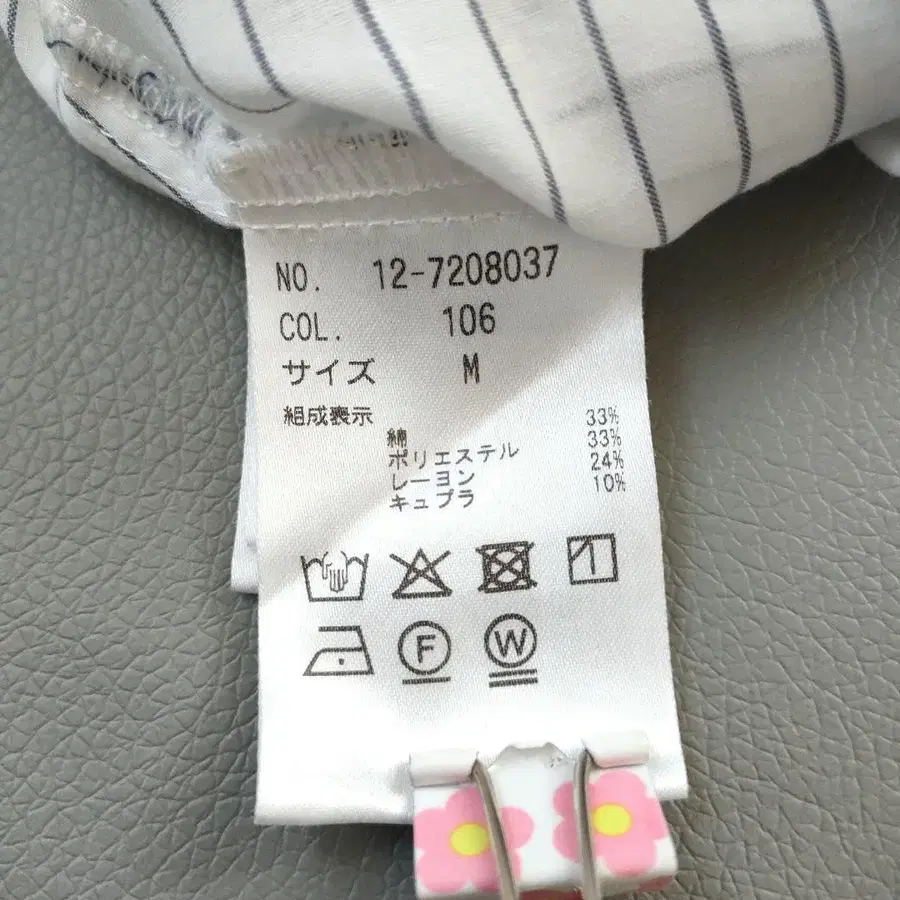 NO. 12-7208037
COL. 106
サイズ M
組成表示
綿 33%
ポリエステル 33%
レーヨン 24%
キュプラ 10%
F W